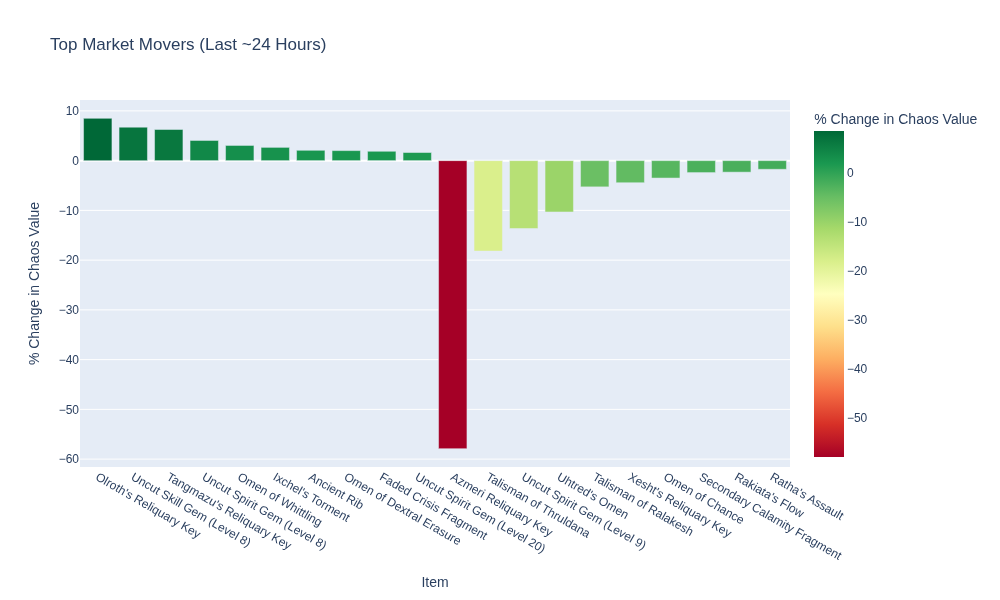 Top Market Movers (Last ~24 Hours)
% Change in Chaos Value
10
0
−10
−20
−30
−40
−50
−60
% Change in Chaos Value
Olroth's Reliquary Key
Uncut Skill Gem (Level 8)
Tangmazu's Reliquary Key
Uncut Spirit Gem (Level 8)
Omen of Whittling
Ixchel's Torment
Ancient Rib
Omen of Dextral Erasure
Faded Crisis Fragment
Uncut Spirit Gem (Level 20)
Azmeri Reliquary Key
Talisman of Thruldana
Uncut Spirit Gem (Level 9)
Uhtred's Omen
Talisman of Ralakesh
Xesht's Reliquary Key
Omen of Chance
Secondary Calamity Fragment
Rakiata's Flow
Ratha's Assault
Item
0
−10
−20
−30
−40
−50